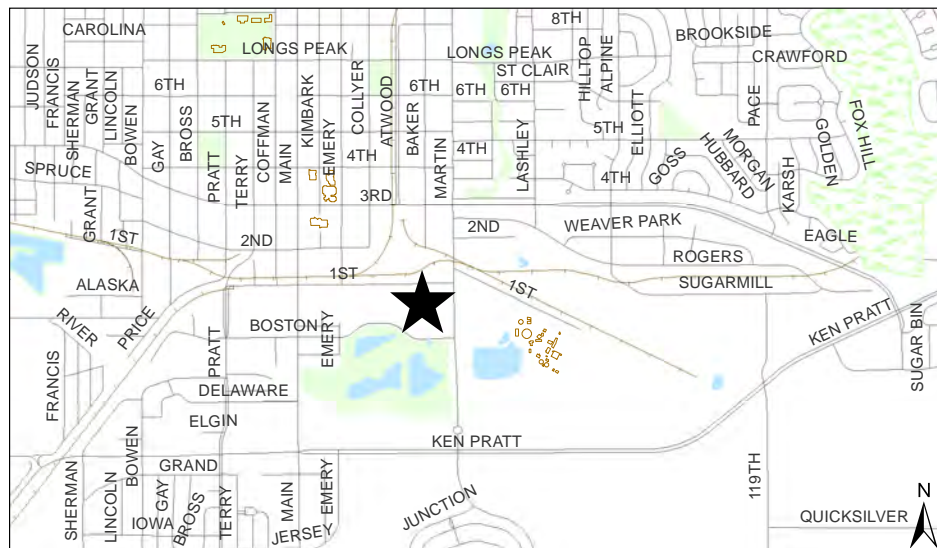 CAROLINA
LONGS PEAK
LONGS PEAK
8TH
BROOKSIDE
CRAWFORD
ST CLAIR
HILLTOP
ALPINE
JUDSON
FRANCIS
SHERMAN
GRANT
LINCOLN
BOWEN
6TH
KIMBARK
COLLYER
ATWOOD
6TH
6TH
6TH
PACE
FOX HILL
GAY
BROSS
5TH
COFFMAN
BAKER
5TH
ELLIOTT
GOLDEN
PRATT
TERRY
MAIN
EMERY
4TH
MARTIN
4TH
LASHLEY
4TH
GOSS
HUBBARD
MORGAN
KARSH
SPRUCE
3RD
GRANT
1ST
2ND
2ND
WEAVER PARK
EAGLE
1ST
1ST
ROGERS
SUGARMILL
ALASKA
RIVER
PRICE
PRATT
BOSTON
EMERY
KEN PRATT
SUGAR BIN
FRANCIS
DELAWARE
ELGIN
KEN PRATT
BOWEN
GRAND
SHERMAN
LINCOLN
GAY
IOWA
BROSS
TERRY
MAIN
EMERY
JERSEY
JUNCTION
119TH
QUICKSILVER
N